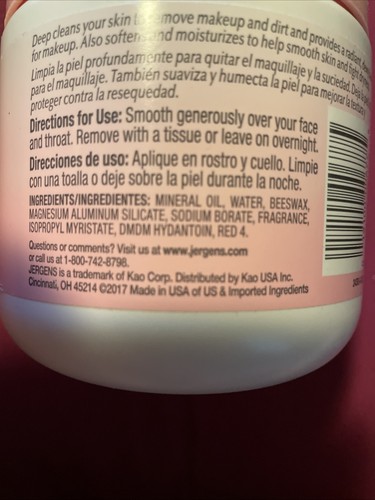 Deep cleans your skin to remove makeup and dirt and provides a radiant,
for makeup. Also softens and moisturizes to help smooth skin and fight
Limpia la piel profundamente para quitar el maquillaje y la suciedad. Deja la
para el maquillaje. También suaviza y humecta la piel para mejorar la
proteger contra la resequedad.
Directions for Use: Smooth generously over your face
and throat. Remove with a tissue or leave on overnight.
Direcciones de uso: Aplique en rostro y cuello. Limpie
con una toalla o deje sobre la piel durante la noche.
INGREDIENTS/INGREDIENTES: MINERAL OIL, WATER, BEESWAX,
MAGNESIUM ALUMINUM SILICATE, SODIUM BORATE, FRAGRANCE,
ISOPROPYL MYRISTATE, DMDM HYDANTOIN, RED 4.
Questions or comments? Visit us at www.jergens.com
or call us at 1-800-742-8798.
JERGENS is a trademark of Kao Corp. Distributed by Kao USA Inc.
Cincinnati, OH 45214 ©2017 Made in USA of US & Imported Ingredients